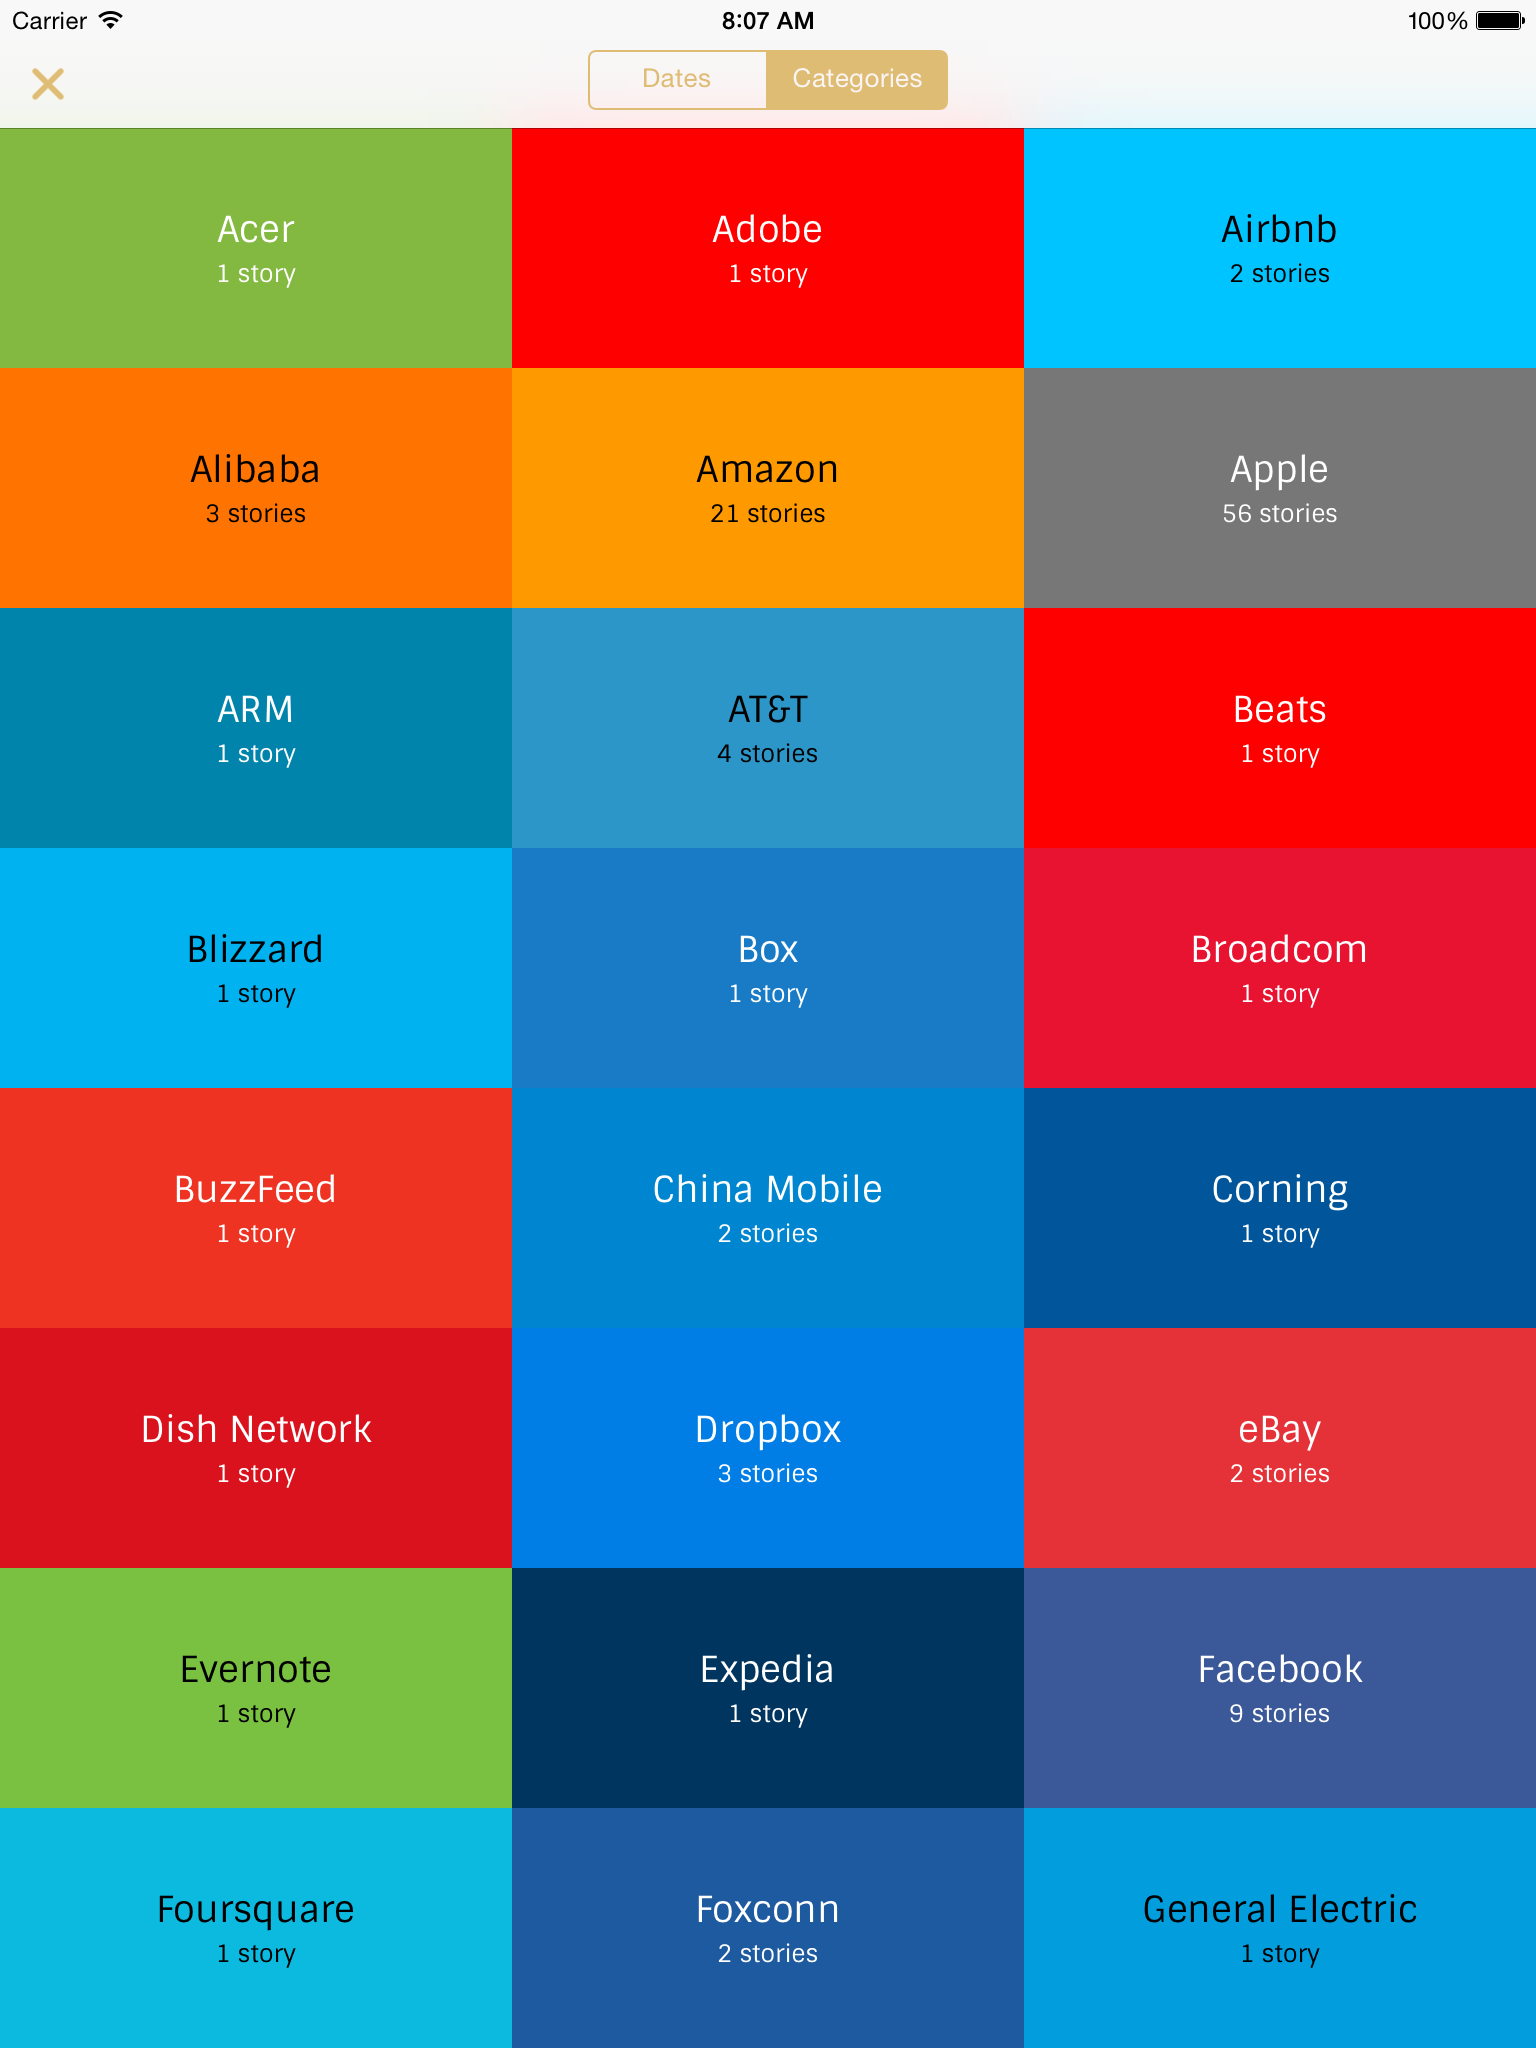 Carrier 8:07 AM 100%
Dates Categories
Acer
1 story
Adobe
1 story
Airbnb
2 stories
Alibaba
3 stories
Amazon
21 stories
Apple
56 stories
ARM
1 story
AT&T
4 stories
Beats
1 story
Blizzard
1 story
Box
1 story
Broadcom
1 story
BuzzFeed
1 story
China Mobile
2 stories
Corning
1 story
Dish Network
1 story
Dropbox
3 stories
eBay
2 stories
Evernote
1 story
Expedia
1 story
Facebook
9 stories
Foursquare
1 story
Foxconn
2 stories
General Electric
1 story